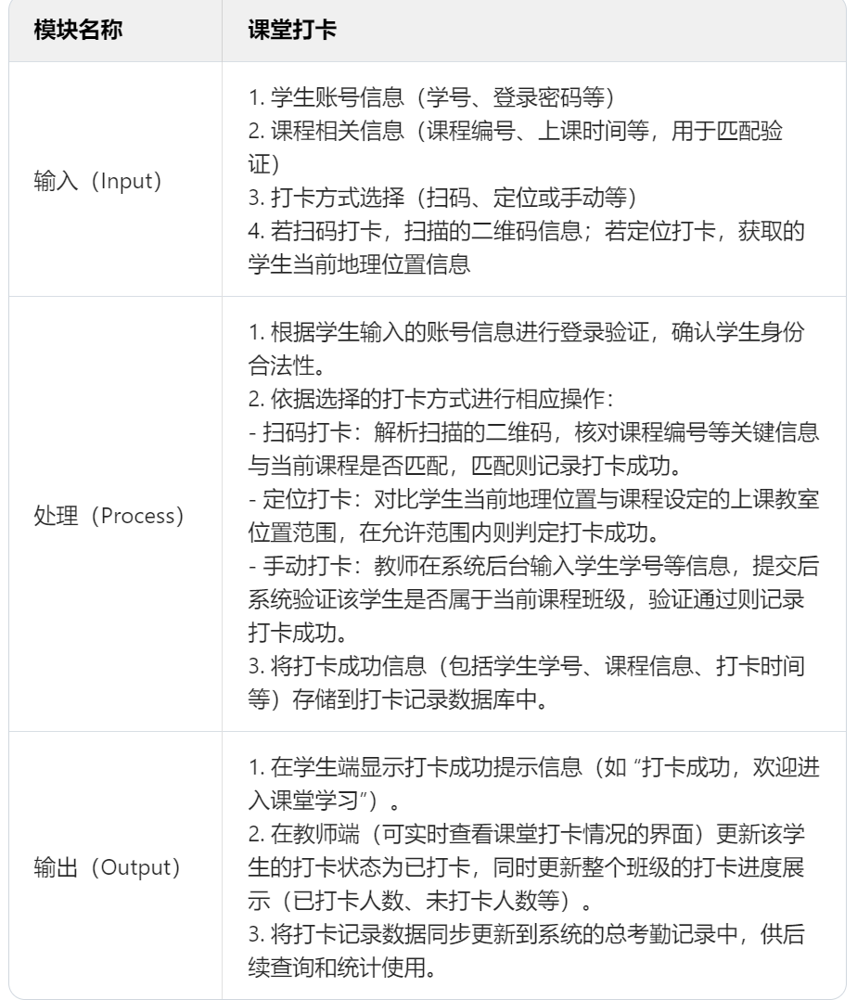 模块名称
课堂打卡
输入（Input）
1. 学生账号信息（学号、登录密码等）
2. 课程相关信息（课程编号、上课时间等，用于匹配验
证）
3. 打卡方式选择（扫码、定位或手动等）
4. 若扫码打卡，扫描的二维码信息；若定位打卡，获取的
学生当前地理位置信息
处理（Process）
1. 根据学生输入的账号信息进行登录验证，确认学生身份
合法性。
2. 依据选择的打卡方式进行相应操作：
- 扫码打卡：解析扫描的二维码，核对课程编号等关键信息
与当前课程是否匹配，匹配则记录打卡成功。
- 定位打卡：对比学生当前地理位置与课程设定的上课教室
位置范围，在允许范围内则判定打卡成功。
- 手动打卡：教师在系统后台输入学生学号等信息，提交后
系统验证该学生是否属于当前课程班级，验证通过则记录
打卡成功。
3. 将打卡成功信息（包括学生学号、课程信息、打卡时间
等）存储到打卡记录数据库中。
输出（Output）
1. 在学生端显示打卡成功提示信息（如 “打卡成功，欢迎进
入课堂学习”）。
2. 在教师端（可实时查看课堂打卡情况的界面）更新该学
生的打卡状态为已打卡，同时更新整个班级的打卡进度展
示（已打卡人数、未打卡人数等）。
3. 将打卡记录数据同步更新到系统的总考勤记录中，供后
续查询和统计使用。